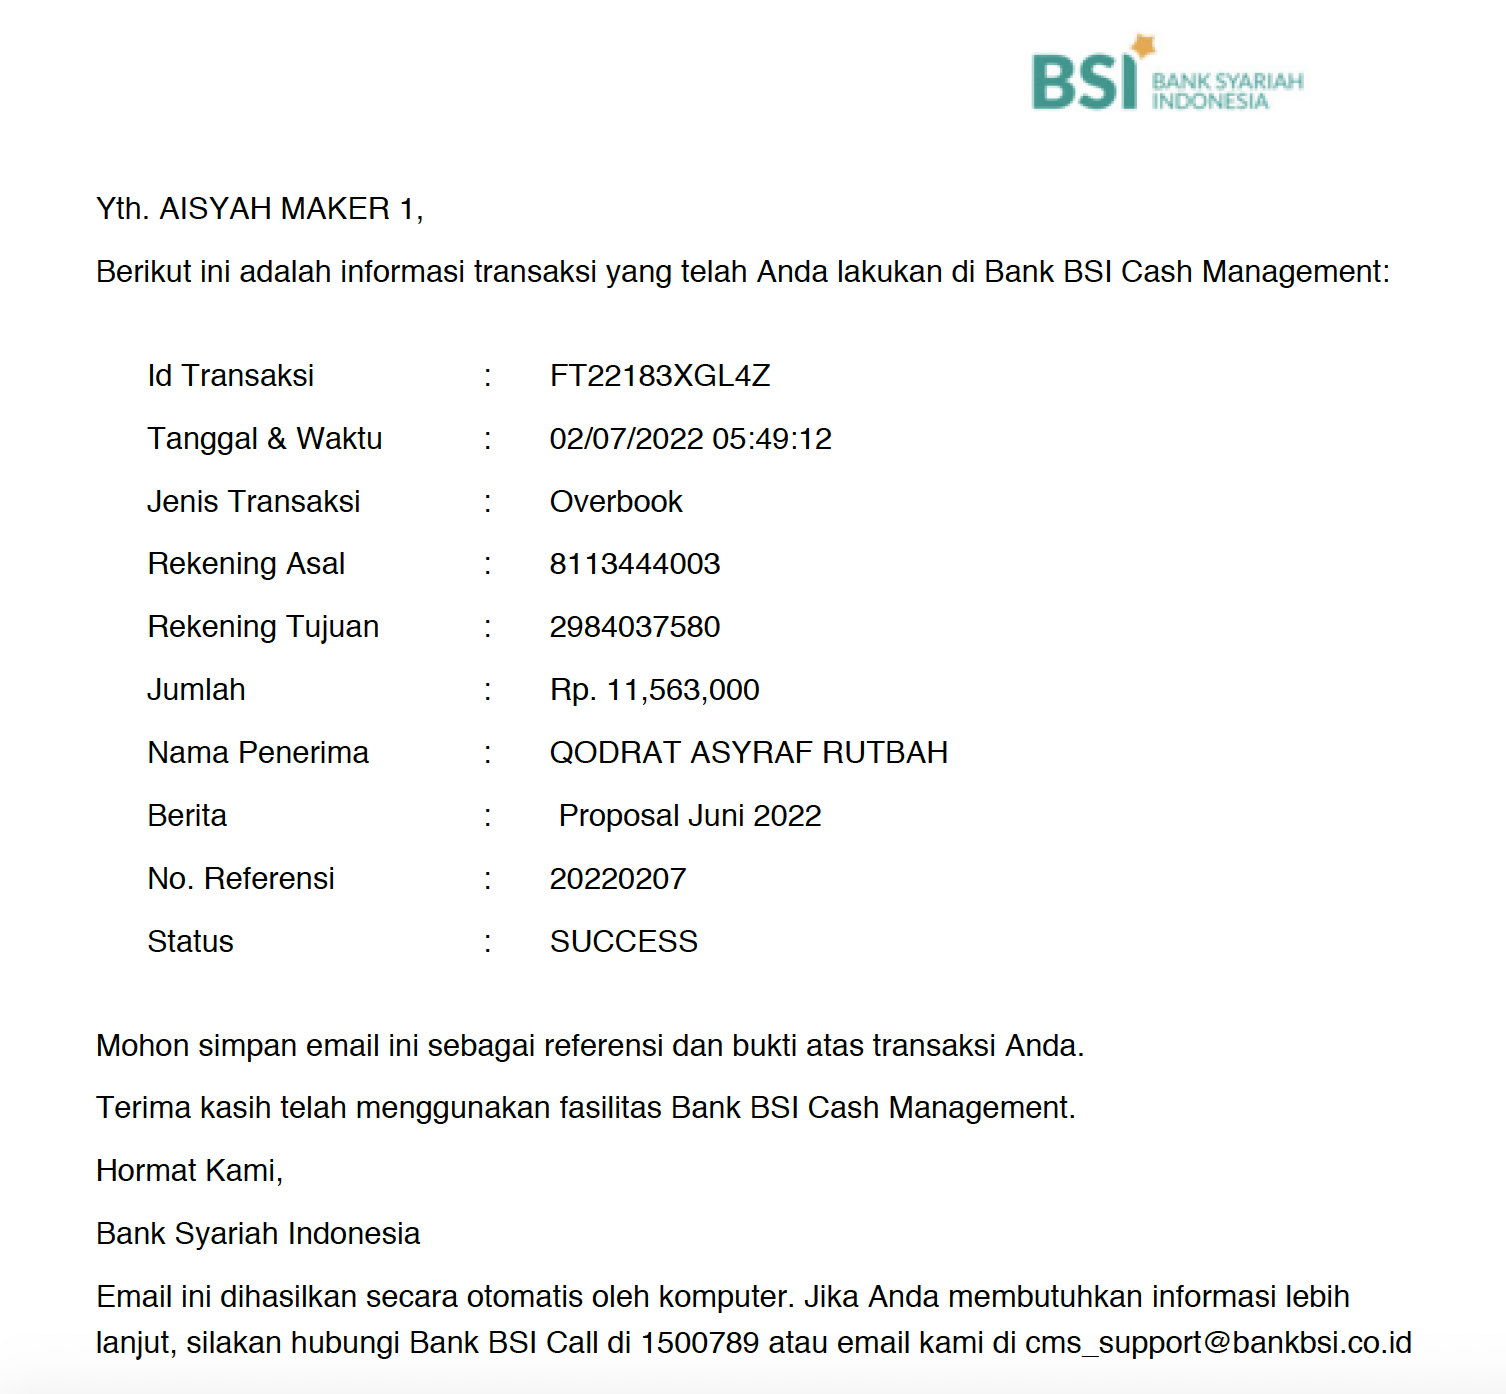 BSI BANK SYARIAH
INDONESIA
Yth. AISYAH MAKER 1,
Berikut ini adalah informasi transaksi yang telah Anda lakukan di Bank BSI Cash Management:
Id Transaksi : FT22183XGL4Z
Tanggal & Waktu : 02/07/2022 05:49:12
Jenis Transaksi : Overbook
Rekening Asal : 8113444003
Rekening Tujuan : 2984037580
Jumlah : Rp. 11,563,000
Nama Penerima : QODRAT ASYRAF RUTBAH
Berita : Proposal Juni 2022
No. Referensi : 20220207
Status : SUCCESS
Mohon simpan email ini sebagai referensi dan bukti atas transaksi Anda.
Terima kasih telah menggunakan fasilitas Bank BSI Cash Management.
Hormat Kami,
Bank Syariah Indonesia
Email ini dihasilkan secara otomatis oleh komputer. Jika Anda membutuhkan informasi lebih
lanjut, silakan hubungi Bank BSI Call di 1500789 atau email kami di cms_support@bankbsi.co.id